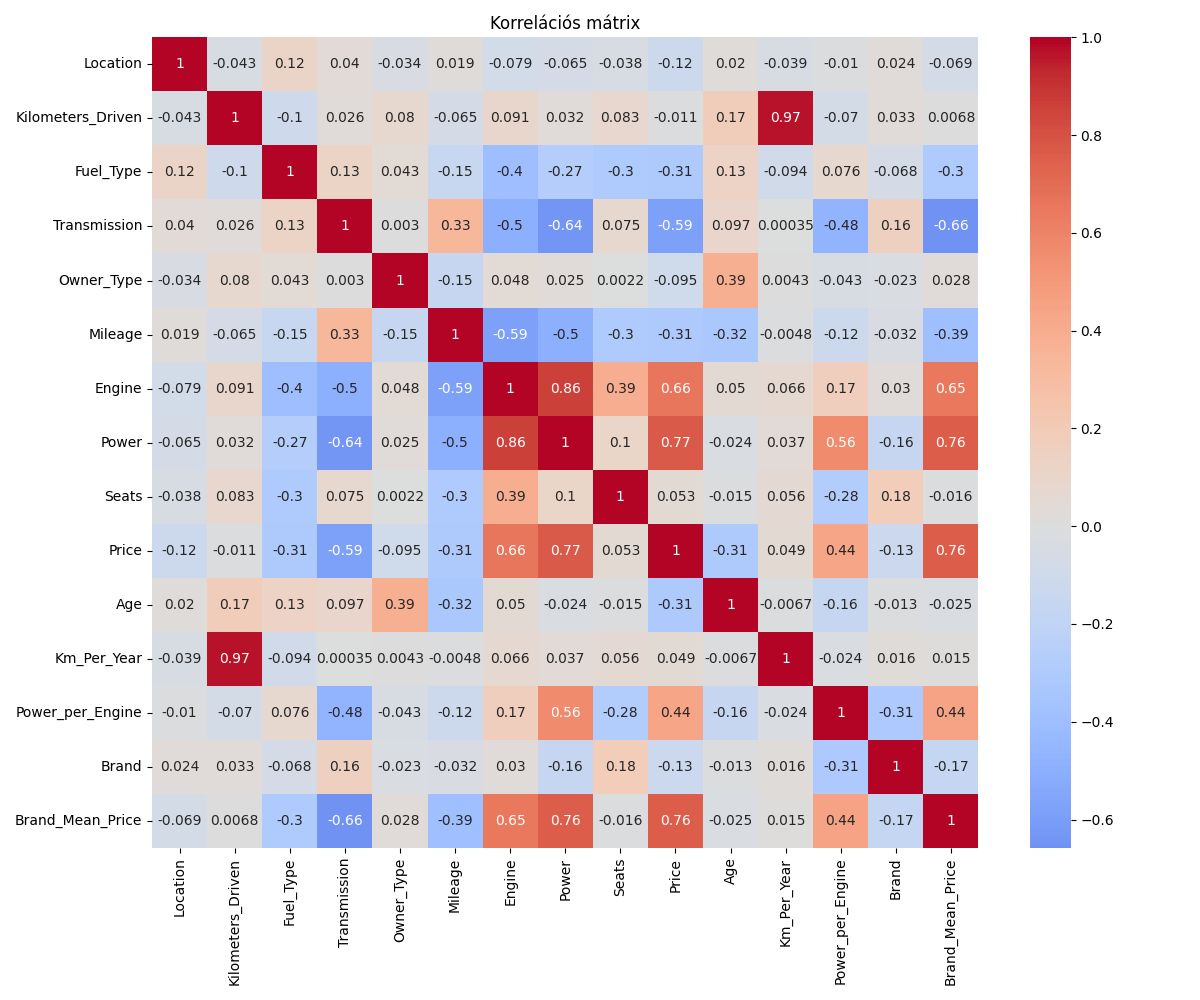 Korrelációs mátrix
Location 1 -0.043 0.12 0.04 -0.034 0.019 -0.079 -0.065 -0.038 -0.12 0.02 -0.039 -0.01 0.024 -0.069
Kilometers_Driven -0.043 1 -0.1 0.026 0.08 -0.065 0.091 0.032 0.083 -0.011 0.17 0.97 -0.07 0.033 0.0068
Fuel_Type 0.12 -0.1 1 0.13 0.043 -0.15 -0.4 -0.27 -0.3 -0.31 0.13 -0.094 0.076 -0.068 -0.3
Transmission 0.04 0.026 0.13 1 0.003 0.33 -0.5 -0.64 0.075 -0.59 0.097 0.00035 -0.48 0.16 -0.66
Owner_Type -0.034 0.08 0.043 0.003 1 -0.15 0.048 0.025 0.0022 -0.095 0.39 0.0043 -0.043 -0.023 0.028
Mileage 0.019 -0.065 -0.15 0.33 -0.15 1 -0.59 -0.5 -0.3 -0.31 -0.32 -0.0048 -0.12 -0.032 -0.39
Engine -0.079 0.091 -0.4 -0.5 0.048 -0.59 1 0.86 0.39 0.66 0.05 0.066 0.17 0.03 0.65
Power -0.065 0.032 -0.27 -0.64 0.025 -0.5 0.86 1 0.1 0.77 -0.024 0.037 0.56 -0.16 0.76
Seats -0.038 0.083 -0.3 0.075 0.0022 -0.3 0.39 0.1 1 0.053 -0.015 0.056 -0.28 0.18 -0.016
Price -0.12 -0.011 -0.31 -0.59 -0.095 -0.31 0.66 0.77 0.053 1 -0.31 0.049 0.44 -0.13 0.76
Age 0.02 0.17 0.13 0.097 0.39 -0.32 0.05 -0.024 -0.015 -0.31 1 -0.0067 -0.16 -0.013 -0.025
Km_Per_Year -0.039 0.97 -0.094 0.00035 0.0043 -0.0048 0.066 0.037 0.056 0.049 -0.0067 1 -0.024 0.016 0.015
Power_per_Engine -0.01 -0.07 0.076 -0.48 -0.043 -0.12 0.17 0.56 -0.28 0.44 -0.16 -0.024 1 -0.31 0.44
Brand 0.024 0.033 -0.068 0.16 -0.023 -0.032 0.03 -0.16 0.18 -0.13 -0.013 0.016 -0.31 1 -0.17
Brand_Mean_Price -0.069 0.0068 -0.3 -0.66 0.028 -0.39 0.65 0.76 -0.016 0.76 -0.025 0.015 0.44 -0.17 1
Location
Kilometers_Driven
Fuel_Type
Transmission
Owner_Type
Mileage
Engine
Power
Seats
Price
Age
Km_Per_Year
Power_per_Engine
Brand
Brand_Mean_Price
1.0
0.8
0.6
0.4
0.2
0.0
−0.2
−0.4
−0.6